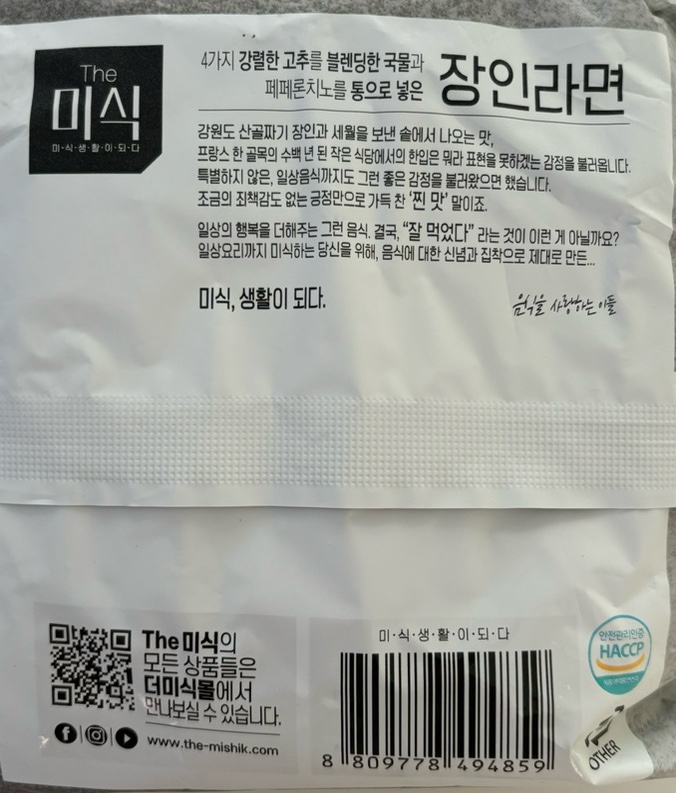 The
미식
미·식·생·활·이·되·다
4가지 강렬한 고추를 블렌딩한 국물과
페페론치노를 통으로 넣은
장인라면
강원도 산골짜기 장인과 세월을 보낸 솥에서 나오는 맛,
프랑스 한 골목의 수백 년 된 작은 식당에서의 한입은 뭐라 표현을 못하겠는 감정을 불러옵니다.
특별하지 않은, 일상음식까지도 그런 좋은 감정을 불러왔으면 했습니다.
조금의 죄책감도 없는 긍정만으로 가득 찬 ‘찐 맛’ 말이죠.
일상의 행복을 더해주는 그런 음식. 결국, “잘 먹었다” 라는 것이 이런 게 아닐까요?
일상요리까지 미식하는 당신을 위해, 음식에 대한 신념과 집착으로 제대로 만든...
미식, 생활이 되다.
음식을 사랑하는 이들
The미식의
모든 상품들은
더미식몰에서
만나보실 수 있습니다.
www.the-mishik.com
미·식·생·활·이·되·다
8 809778 494859
안전관리인증
HACCP
OTHER